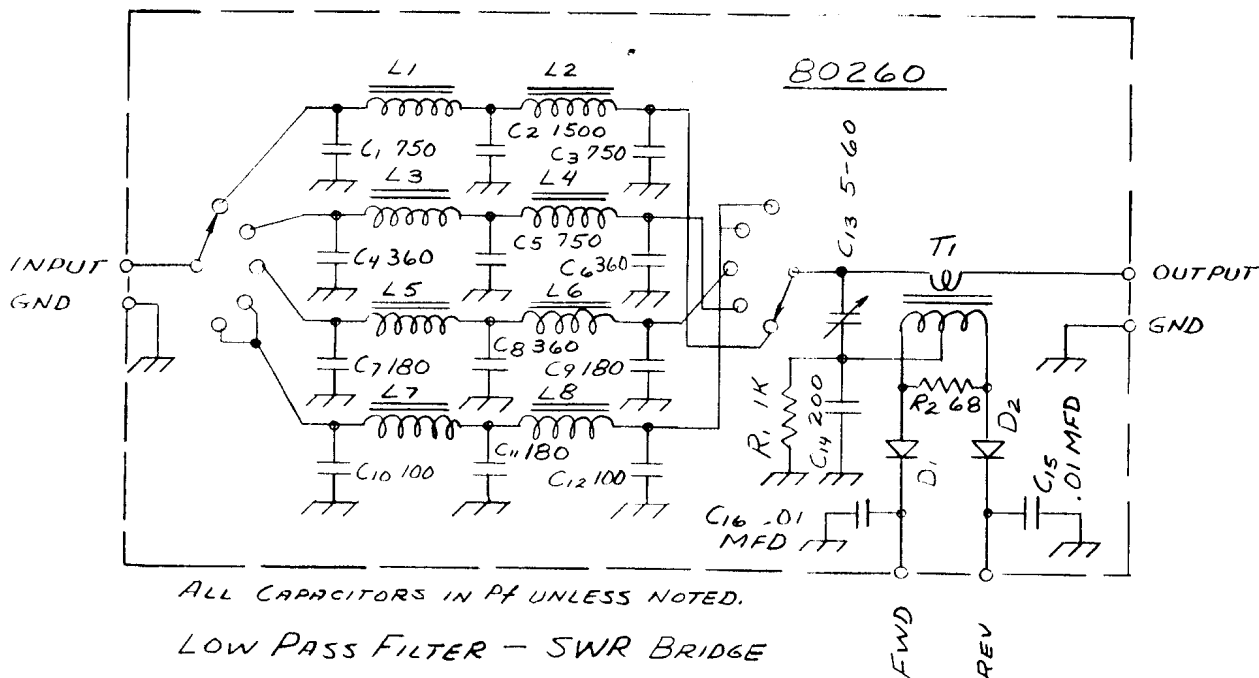 80260
L1
L2
C1 750
C2 1500
C3 750
L3
L4
C4 360
C5 750
C6 360
L5
L6
C7 180
C8 360
C9 180
L7
L8
C10 100
C11 180
C12 100
INPUT
GND
C13 5-60
T1
OUTPUT
GND
R1 1K
C14 200
R2 68
D1
D2
C15
.01 MFD
C16 .01
MFD
FWD
REV
ALL CAPACITORS IN Pf UNLESS NOTED.
LOW PASS FILTER - SWR BRIDGE